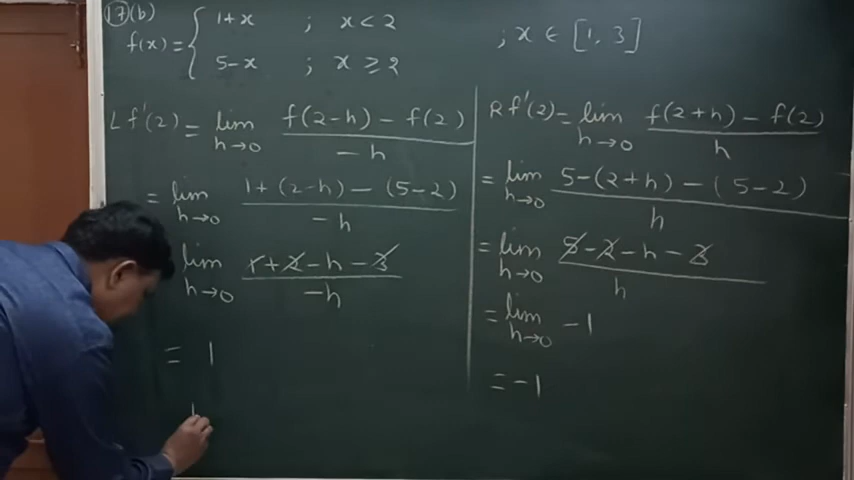 17(b)
f(x) = { 1+x ; x < 2
5-x ; x ≥ 2
; x ∈ [1, 3]
L f'(2) = lim h→0 f(2-h) - f(2) / -h
= lim h→0 1+(2-h) - (5-2) / -h
lim h→0 1+2-h-3 / -h
= 1
R f'(2) = lim h→0 f(2+h) - f(2) / h
= lim h→0 5-(2+h) - (5-2) / h
= lim h→0 5-2-h-3 / h
= lim h→0 -1
= -1